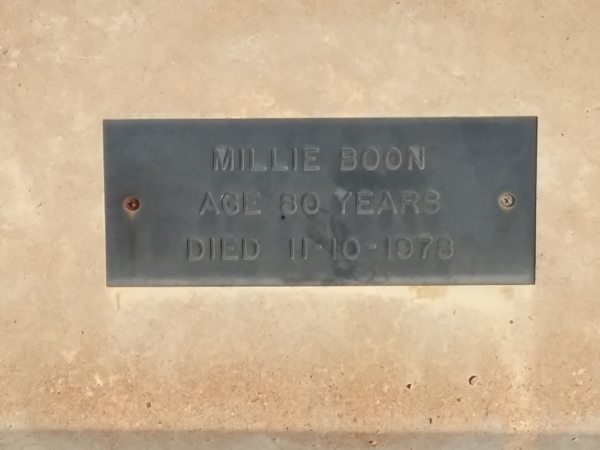 MILLIE BOON
AGE 80 YEARS
DIED 11-10-1978